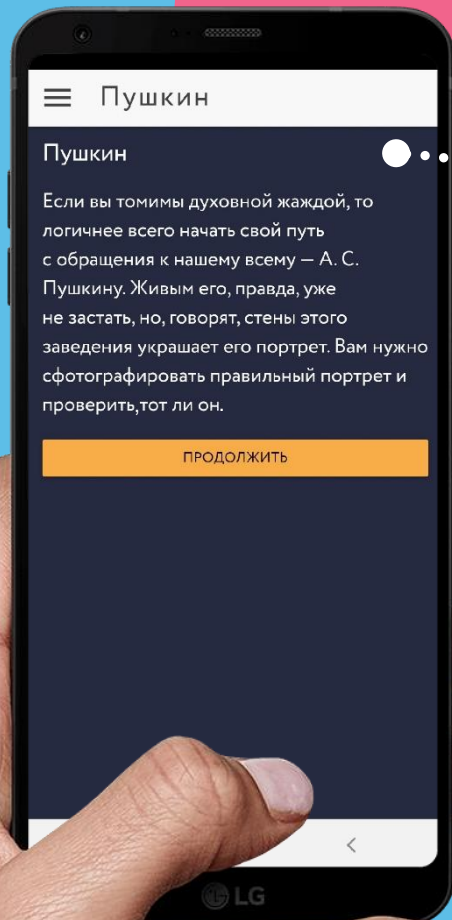 Пушкин
Пушкин
Если вы томимы духовной жаждой, то
логичнее всего начать свой путь
с обращения к нашему всему — А. С.
Пушкину. Живым его, правда, уже
не застать, но, говорят, стены этого
заведения украшает его портрет. Вам нужно
сфотографировать правильный портрет и
проверить,тот ли он.
ПРОДОЛЖИТЬ
LG